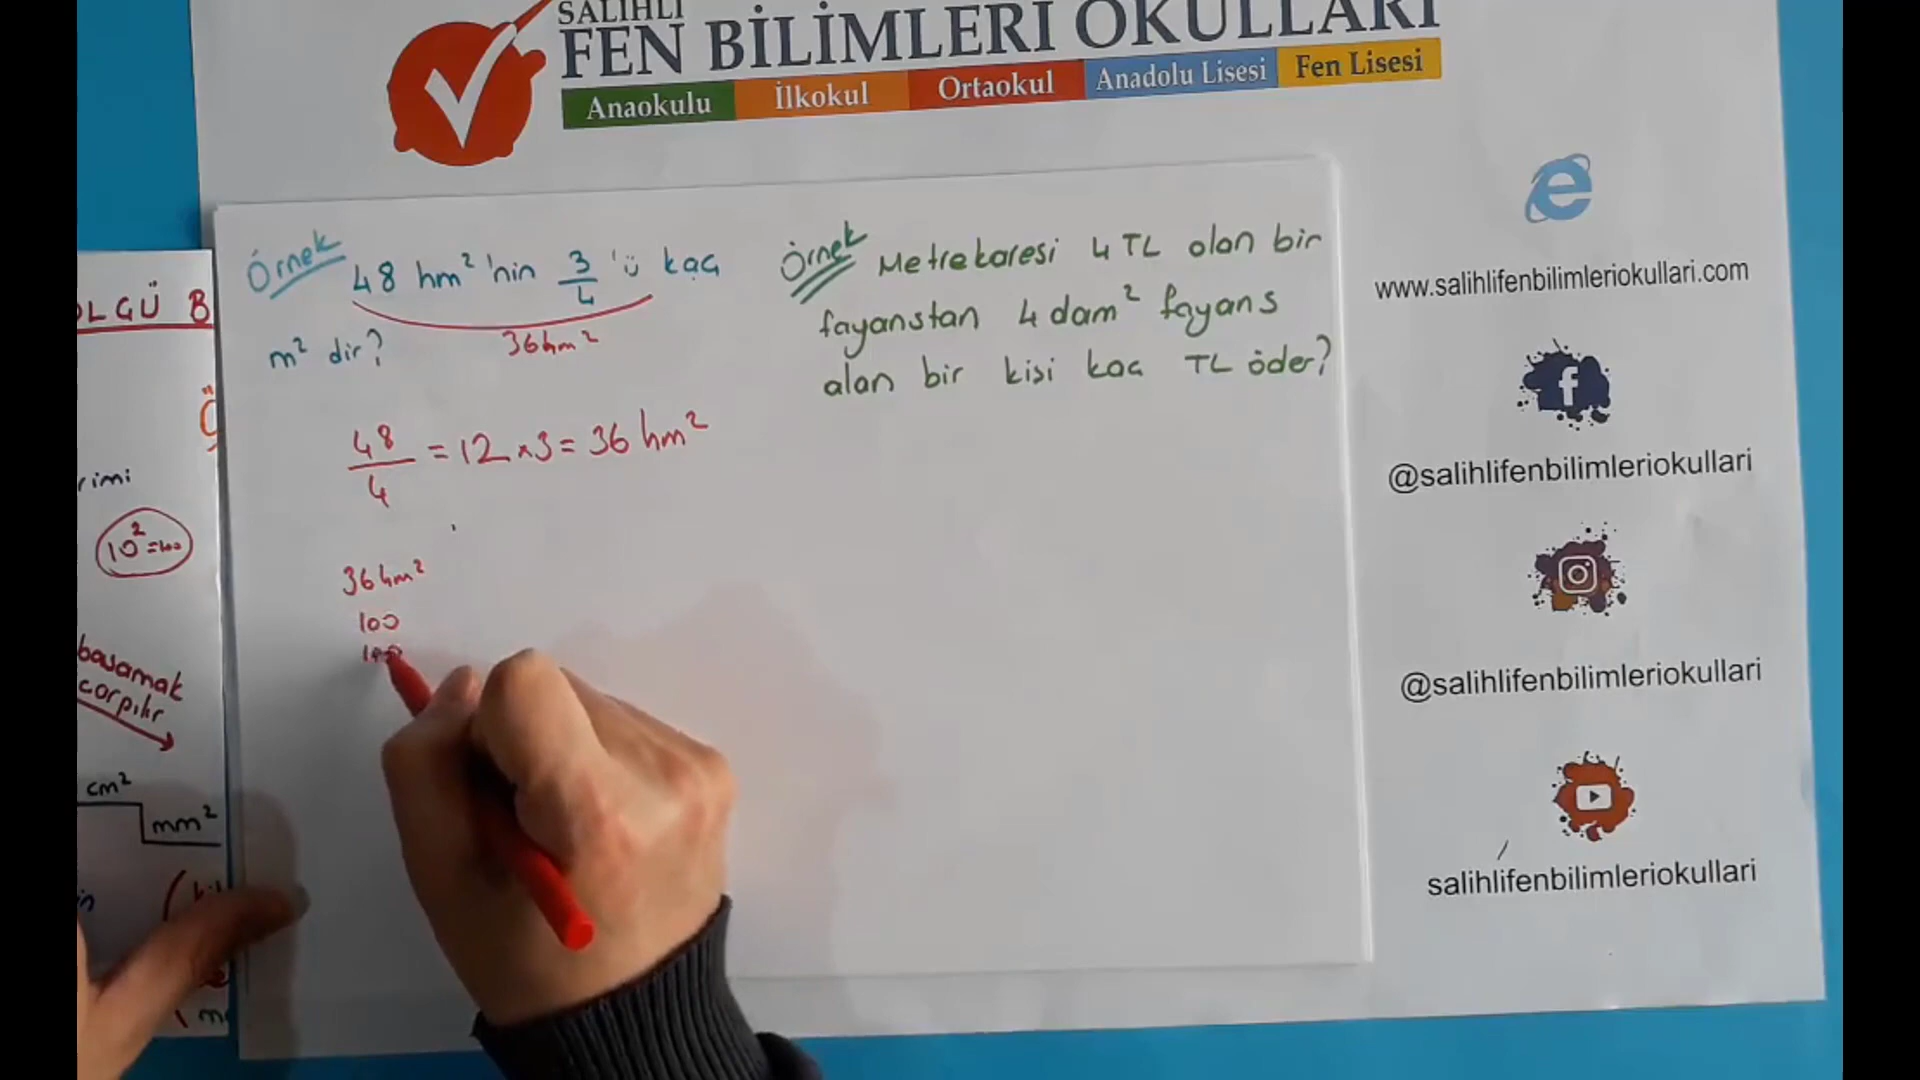 SALİHLİ
FEN BİLİMLERİ OKULLARI
Anaokulu İlkokul Ortaokul Anadolu Lisesi Fen Lisesi
www.salihlifenbilimleriokullari.com
@salihlifenbilimleriokullari
@salihlifenbilimleriokullari
salihlifenbilimleriokullari
Örnek 48 hm² 'nin 3/4 'ü kaç
36hm²
m² dir?
48/4 = 12 x 3 = 36 hm²
36 hm²
100
100
Örnek Metrekaresi 4 TL olan bir
fayanstan 4 dam² fayans
alan bir kişi kaç TL öder?
ÖLÇÜ B
10² = 100
basamak
çarpılır
cm²
mm²